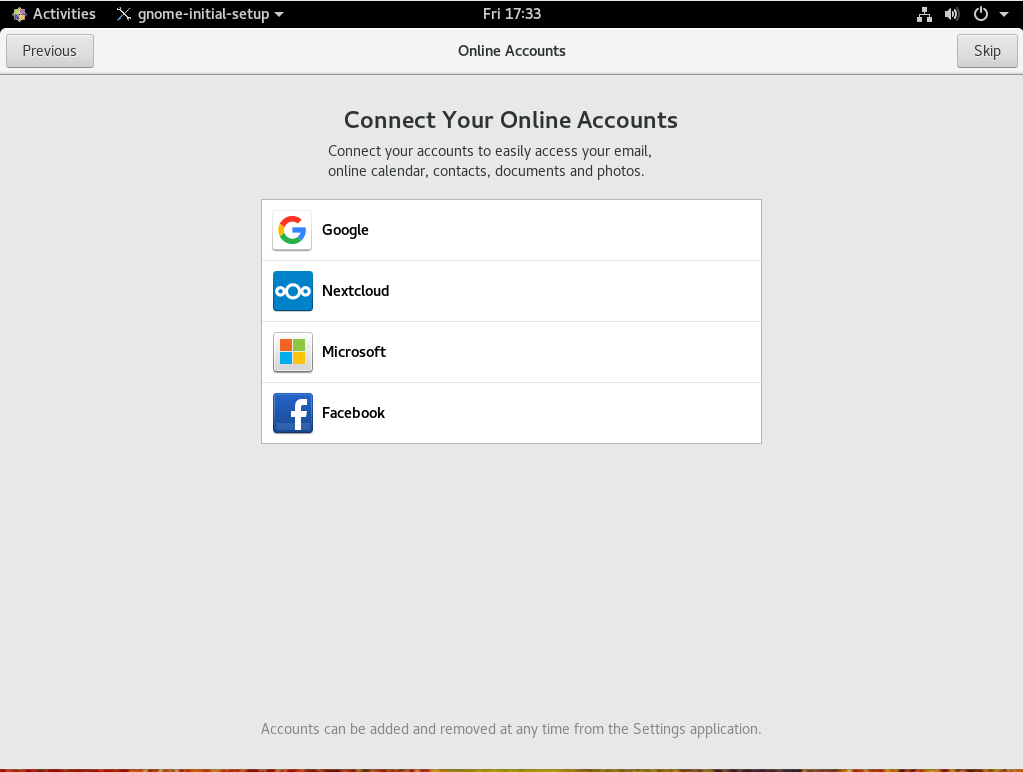 Activities gnome-initial-setup Fri 17:33
Previous Online Accounts Skip
Connect Your Online Accounts
Connect your accounts to easily access your email,
online calendar, contacts, documents and photos.
Google
Nextcloud
Microsoft
Facebook
Accounts can be added and removed at any time from the Settings application.